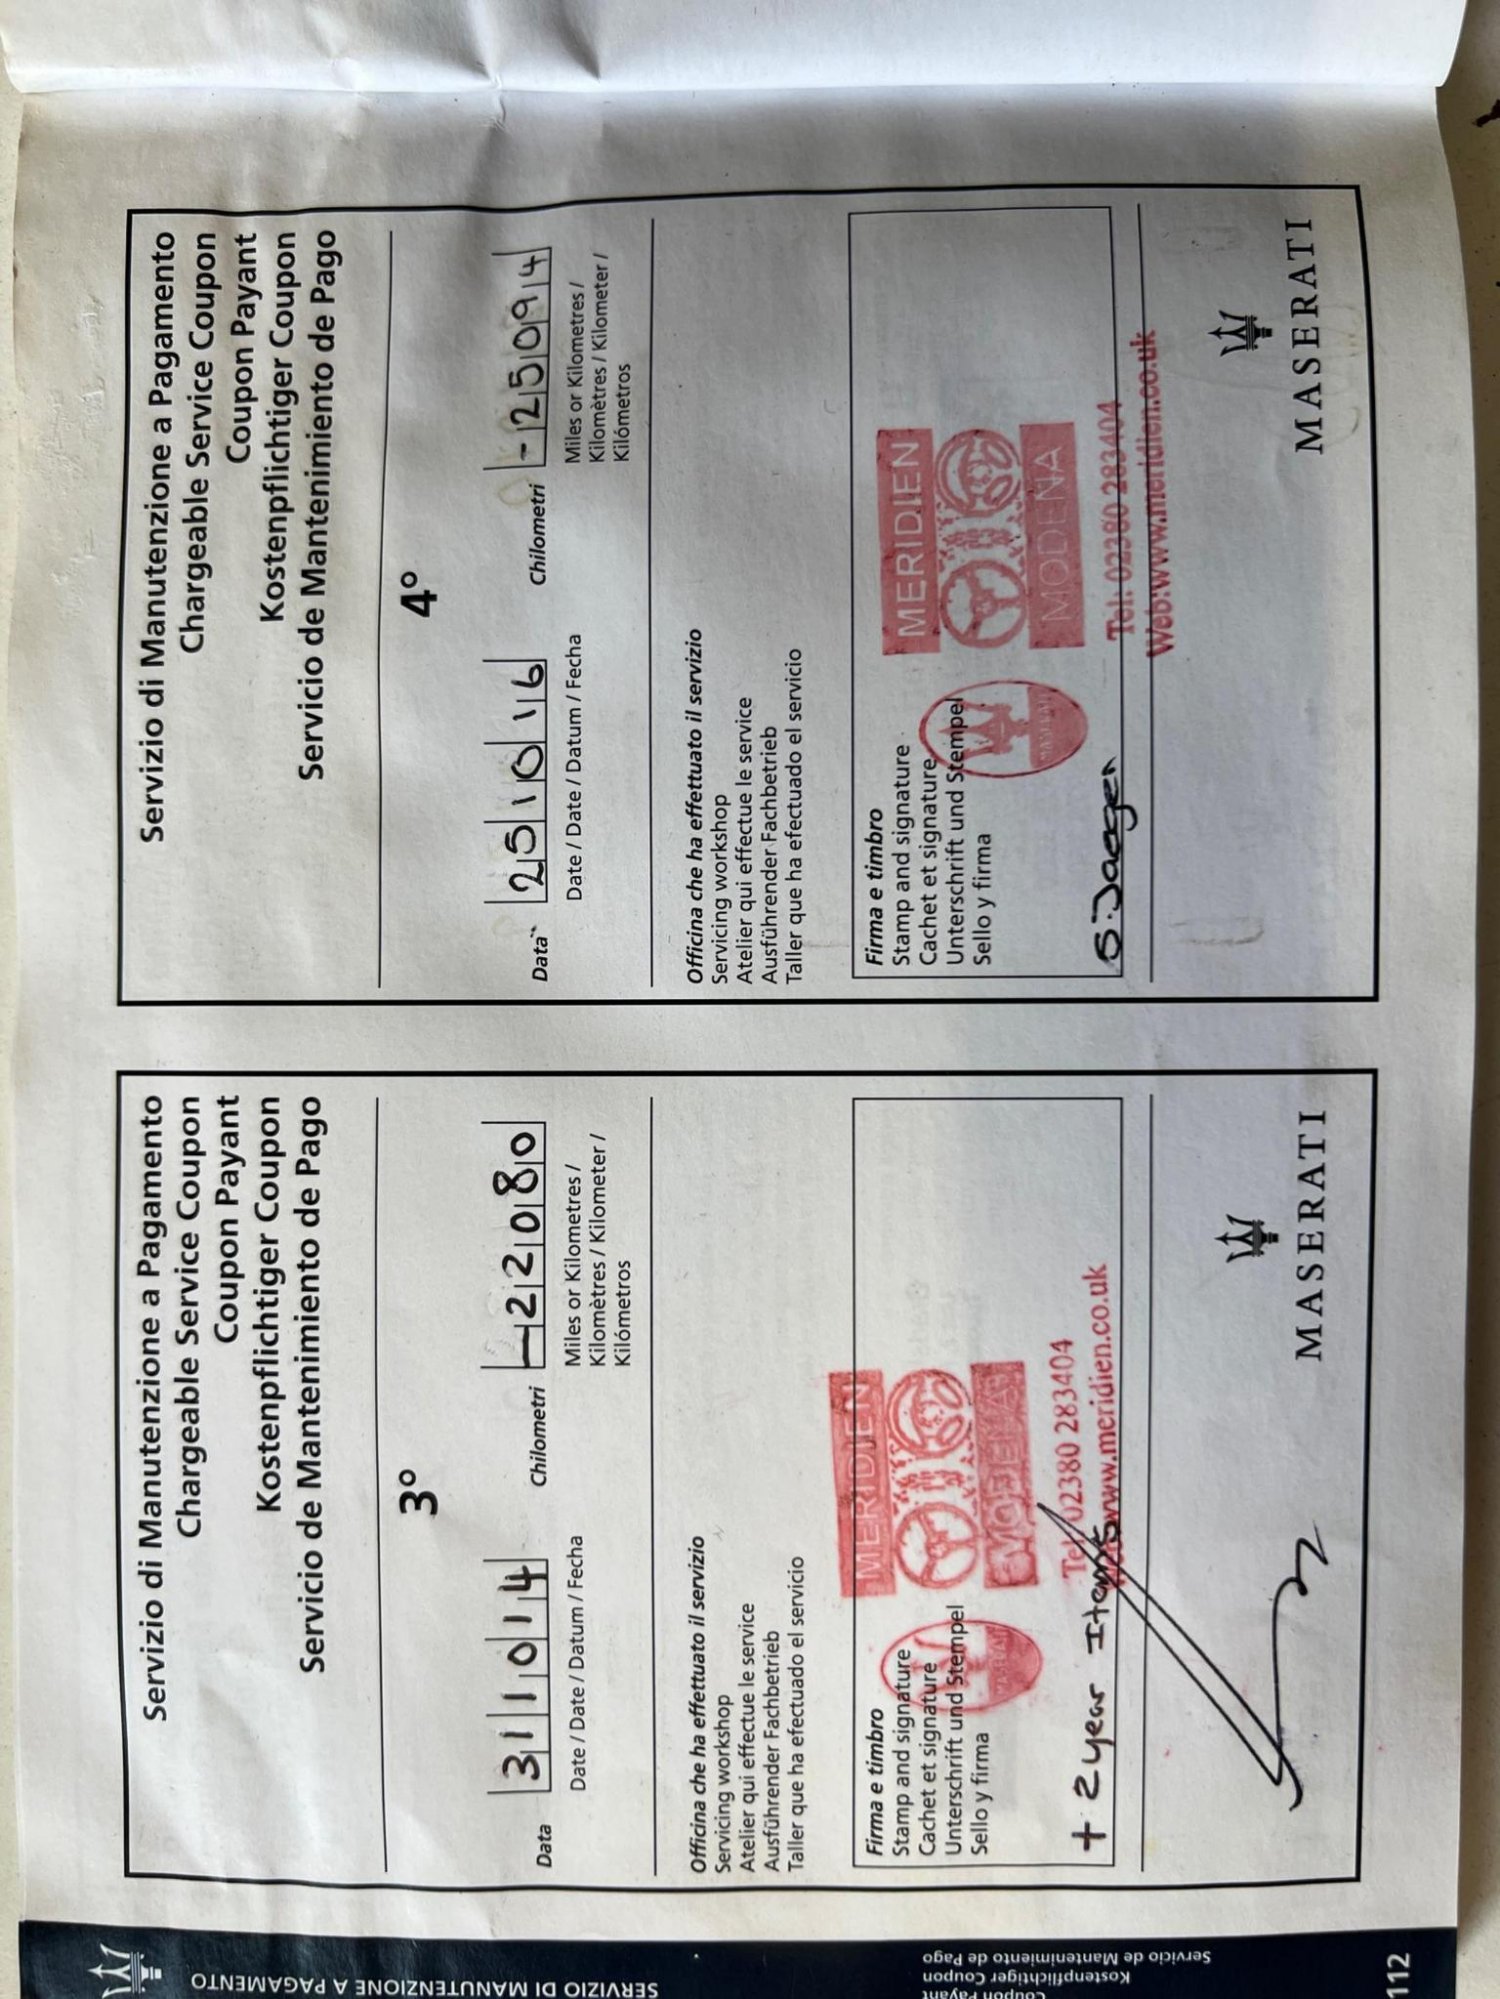 SERVIZIO DI MANUTENZIONE A PAGAMENTO
Coupon Payant
Kostenpflichtiger Coupon
Servicio de Mantenimiento de Pago
112
Servizio di Manutenzione a Pagamento
Chargeable Service Coupon
Coupon Payant
Kostenpflichtiger Coupon
Servicio de Mantenimiento de Pago
3°
Data 311014 Chilometri -22080
Date / Date / Datum / Fecha
Miles or Kilometres /
Kilomètres / Kilometer /
Kilómetros
Officina che ha effettuato il servizio
Servicing workshop
Atelier qui effectue le service
Ausführender Fachbetrieb
Taller que ha efectuado el servicio
Firma e timbro
Stamp and signature
Cachet et signature
Unterschrift und Stempel
Sello y firma
MERIDIEN
MODENA
MASERATI
Tel: 02380 283404
www.meridien.co.uk
+ 2 year Items
MASERATI
Servizio di Manutenzione a Pagamento
Chargeable Service Coupon
Coupon Payant
Kostenpflichtiger Coupon
Servicio de Mantenimiento de Pago
4°
Data 251016 Chilometri -25094
Date / Date / Datum / Fecha
Miles or Kilometres /
Kilomètres / Kilometer /
Kilómetros
Officina che ha effettuato il servizio
Servicing workshop
Atelier qui effectue le service
Ausführender Fachbetrieb
Taller que ha efectuado el servicio
Firma e timbro
Stamp and signature
Cachet et signature
Unterschrift und Stempel
Sello y firma
MERIDIEN
MODENA
MASERATI
Tel: 02380 283404
Web:www.meridien.co.uk
MASERATI